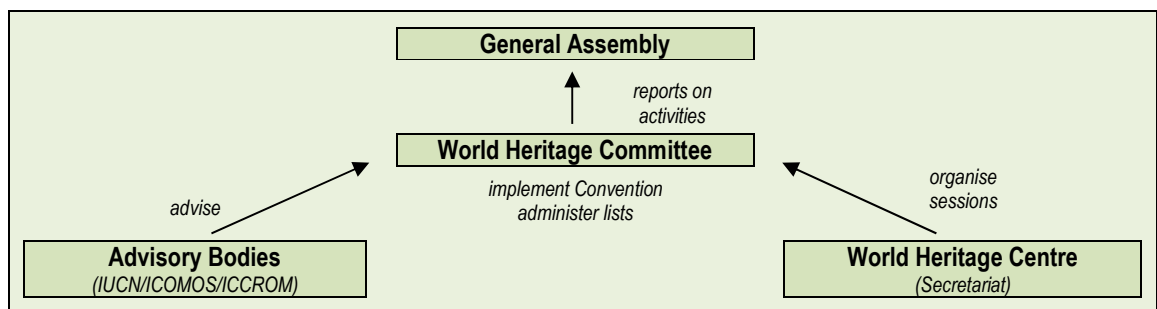 General Assembly
reports on
activities
World Heritage Committee
implement Convention
administer lists
advise
organise
sessions
Advisory Bodies
(IUCN/ICOMOS/ICCROM)
World Heritage Centre
(Secretariat)